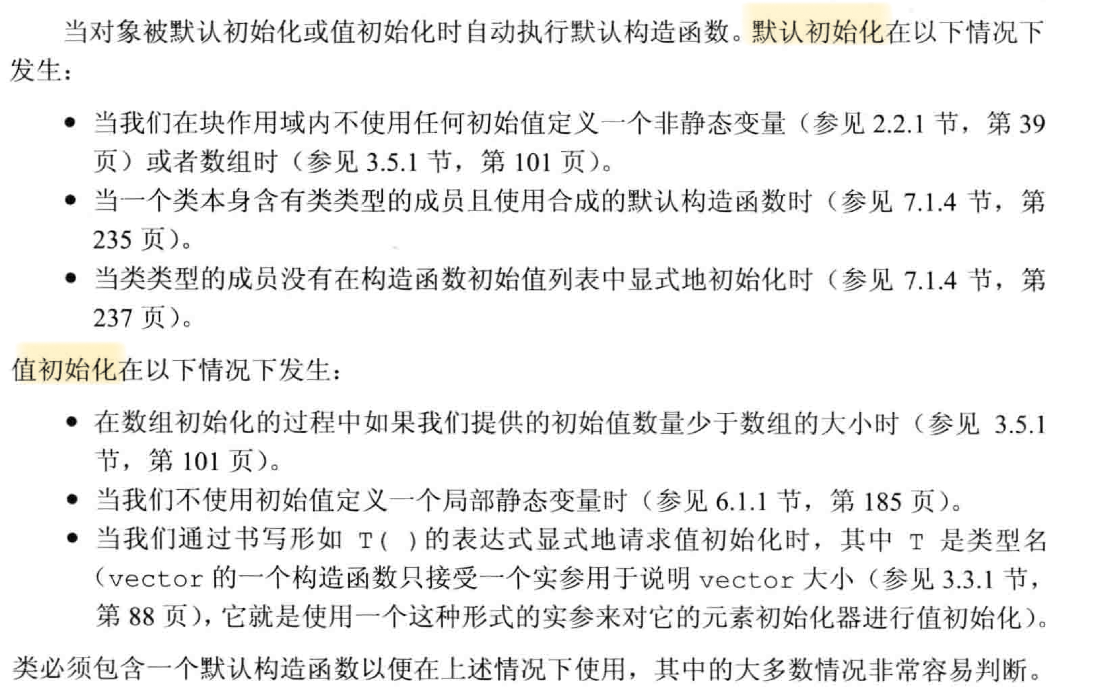 当对象被默认初始化或值初始化时自动执行默认构造函数。默认初始化在以下情况下
发生：
● 当我们在块作用域内不使用任何初始值定义一个非静态变量（参见 2.2.1 节，第 39
页）或者数组时（参见 3.5.1 节，第 101 页）。
● 当一个类本身含有类类型的成员且使用合成的默认构造函数时（参见 7.1.4 节，第
235 页）。
● 当类类型的成员没有在构造函数初始值列表中显式地初始化时（参见 7.1.4 节，第
237 页）。
值初始化在以下情况下发生：
● 在数组初始化的过程中如果我们提供的初始值数量少于数组的大小时（参见 3.5.1
节，第 101 页）。
● 当我们不使用初始值定义一个局部静态变量时（参见 6.1.1 节，第 185 页）。
● 当我们通过书写形如 T( )的表达式显式地请求值初始化时，其中 T 是类型名
（vector 的一个构造函数只接受一个实参用于说明 vector 大小（参见 3.3.1 节，
第 88 页），它就是使用一个这种形式的实参来对它的元素初始化器进行值初始化）。
类必须包含一个默认构造函数以便在上述情况下使用，其中的大多数情况非常容易判断。